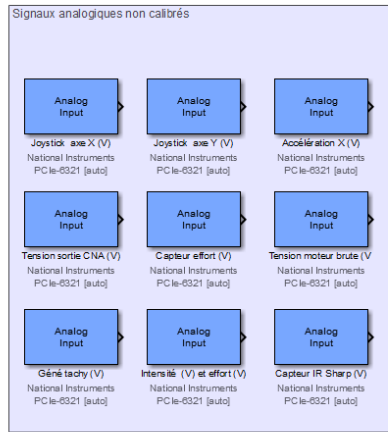 Signaux analogiques non calibrés
Analog Input
Joystick axe X (V)
National Instruments
PCIe-6321 [auto]
Analog Input
Joystick axe Y (V)
National Instruments
PCIe-6321 [auto]
Analog Input
Accélération X (V)
National Instruments
PCIe-6321 [auto]
Analog Input
Tension sortie CNA (V)
National Instruments
PCIe-6321 [auto]
Analog Input
Capteur effort (V)
National Instruments
PCIe-6321 [auto]
Analog Input
Tension moteur brute (V
National Instruments
PCIe-6321 [auto]
Analog Input
Géné tachy (V)
National Instruments
PCIe-6321 [auto]
Analog Input
Intensité (V) et effort (V)
National Instruments
PCIe-6321 [auto]
Analog Input
Capteur IR Sharp (V)
National Instruments
PCIe-6321 [auto]